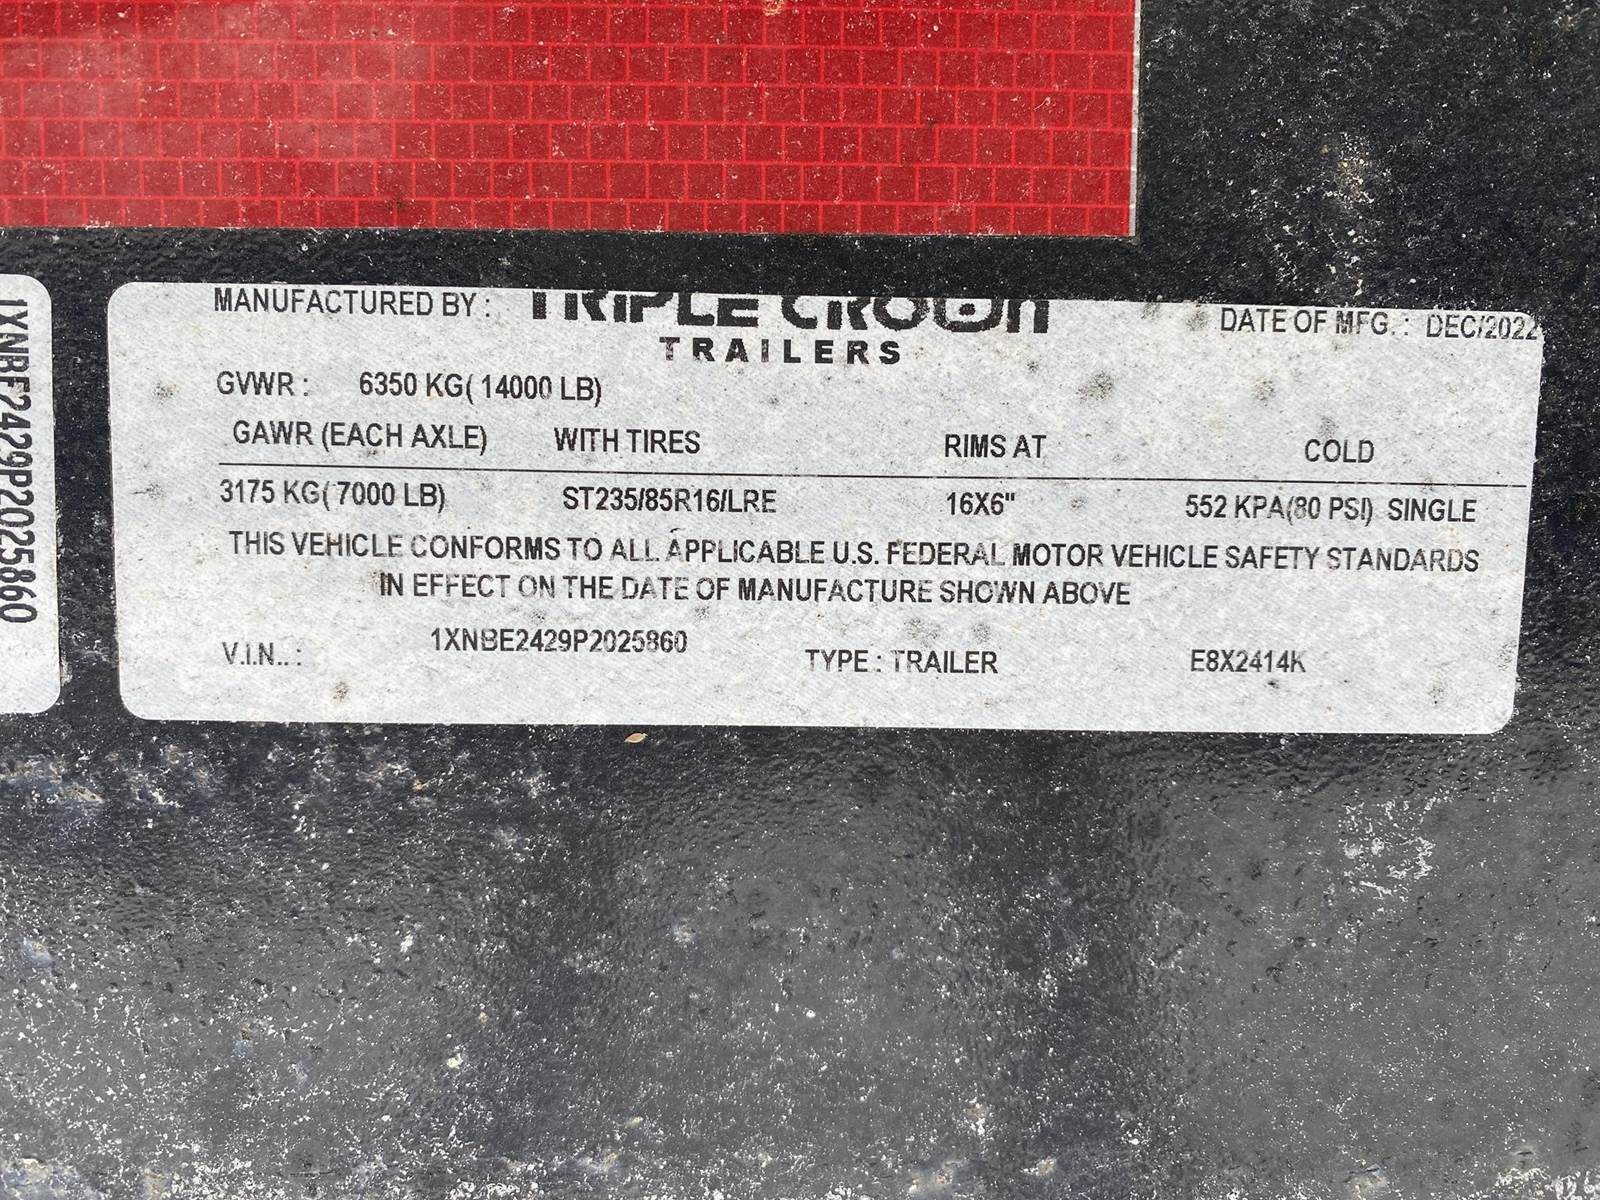 MANUFACTURED BY : TRIPLE CROWN DATE OF MFG. : DEC/2022
TRAILERS
GVWR : 6350 KG( 14000 LB)
GAWR (EACH AXLE) WITH TIRES RIMS AT COLD
3175 KG( 7000 LB) ST235/85R16/LRE 16X6" 552 KPA(80 PSI) SINGLE
THIS VEHICLE CONFORMS TO ALL APPLICABLE U.S. FEDERAL MOTOR VEHICLE SAFETY STANDARDS
IN EFFECT ON THE DATE OF MANUFACTURE SHOWN ABOVE
V.I.N.. : 1XNBE2429P2025860 TYPE : TRAILER E8X2414K
1XNBE2429P2025860